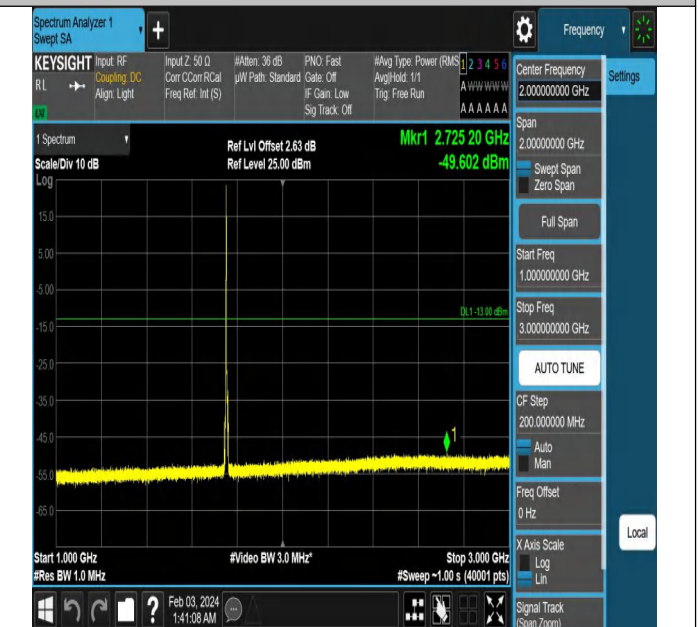 Spectrum Analyzer 1
Swept SA
+
Frequency
KEYSIGHT
RL
Input: RF
Coupling: DC
Align: Light
Input Z: 50 Ω
Corr CCorr RCal
Freq Ref: Int (S)
#Atten: 36 dB
µW Path: Standard
PNO: Fast
Gate: Off
IF Gain: Low
Sig Track: Off
#Avg Type: Power (RMS
Avg|Hold: 1/1
Trig: Free Run
1 2 3 4 5 6
A W W W W W
A A A A A A
Center Frequency
2.000000000 GHz
Settings
1 Spectrum
Scale/Div 10 dB
Log
Ref Lvl Offset 2.63 dB
Ref Level 25.00 dBm
Mkr1 2.725 20 GHz
-49.602 dBm
Span
2.00000000 GHz
Swept Span
Zero Span
Full Span
Start Freq
1.000000000 GHz
Stop Freq
3.000000000 GHz
AUTO TUNE
CF Step
200.000000 MHz
Auto
Man
Freq Offset
0 Hz
X Axis Scale
Log
Lin
Signal Track
(Span Zoom)
Local
15.0
5.00
-5.00
-15.0
-25.0
-35.0
-45.0
-55.0
-65.0
DL1 -13.00 dBm
1
Start 1.000 GHz
#Res BW 1.0 MHz
#Video BW 3.0 MHz*
Stop 3.000 GHz
#Sweep ~1.00 s (40001 pts)
?
Feb 03, 2024
1:41:08 AM